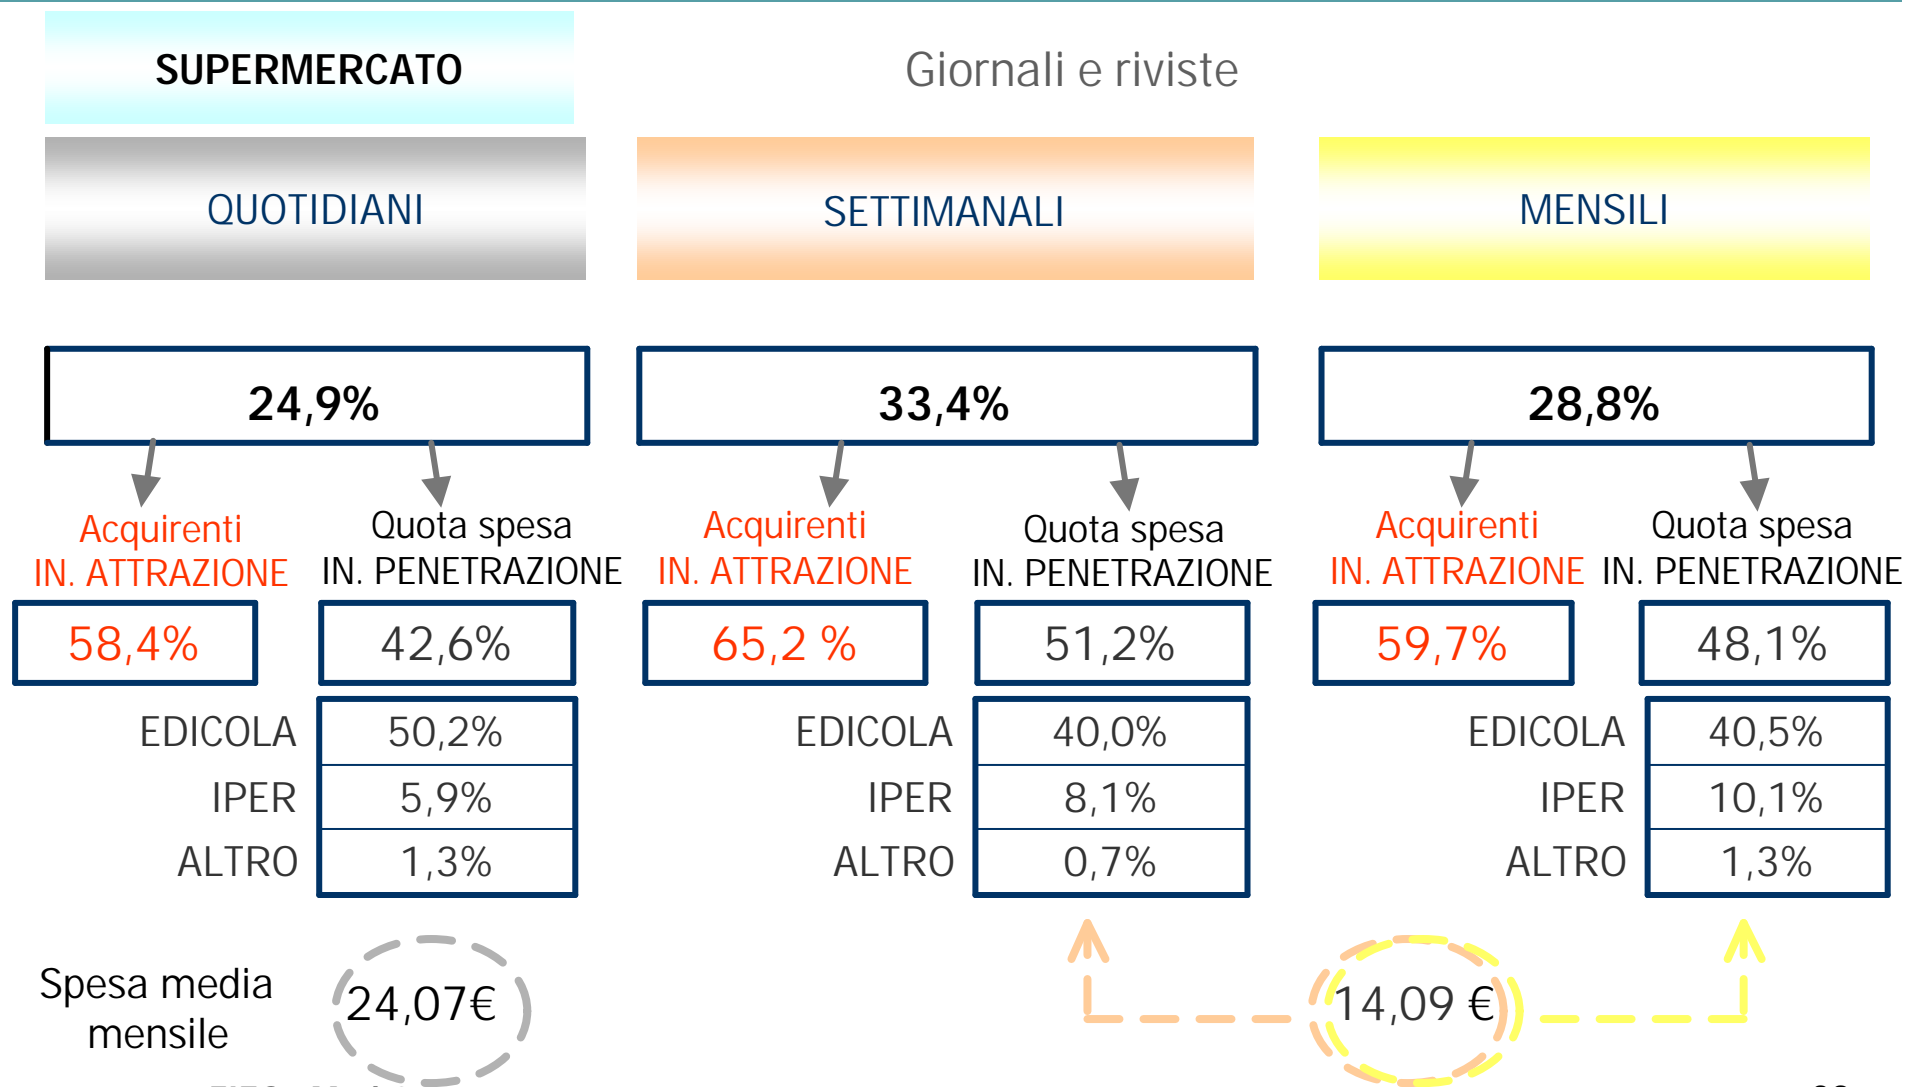 SUPERMERCATO
Giornali e riviste
QUOTIDIANI
SETTIMANALI
MENSILI
24,9%
33,4%
28,8%
Acquirenti
IN. ATTRAZIONE
Quota spesa
IN. PENETRAZIONE
Acquirenti
IN. ATTRAZIONE
Quota spesa
IN. PENETRAZIONE
Acquirenti
IN. ATTRAZIONE
Quota spesa
IN. PENETRAZIONE
58,4%
42,6%
65,2 %
51,2%
59,7%
48,1%
EDICOLA
50,2%
EDICOLA
40,0%
EDICOLA
40,5%
IPER
5,9%
IPER
8,1%
IPER
10,1%
ALTRO
1,3%
ALTRO
0,7%
ALTRO
1,3%
Spesa media
mensile
24,07€
14,09 €